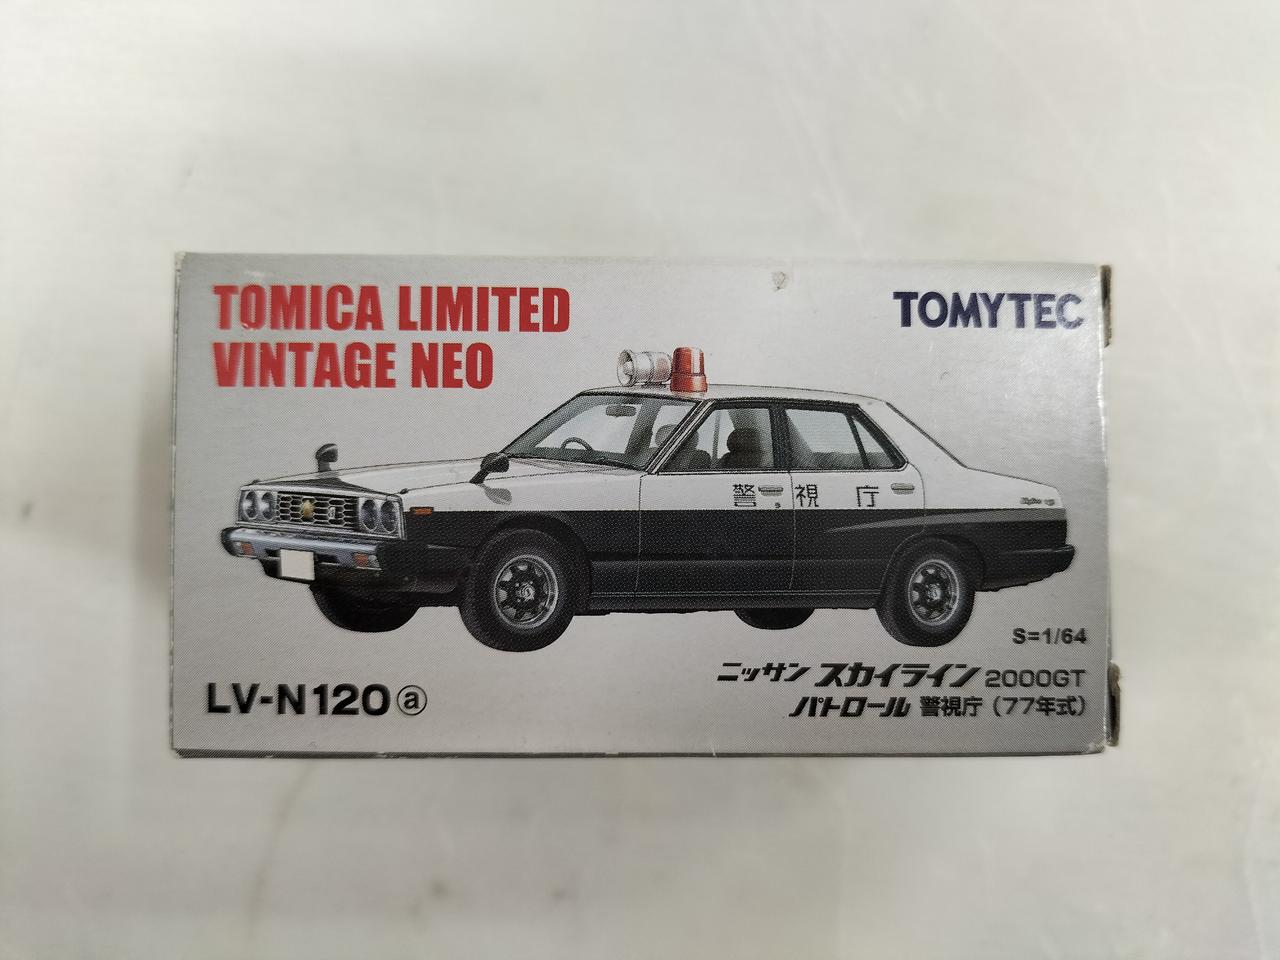 TOMICA LIMITED
VINTAGE NEO
TOMYTEC
警視庁
S=1/64
LV-N120ⓐ
ニッサン スカイライン 2000GT
パトロール 警視庁 (77年式)